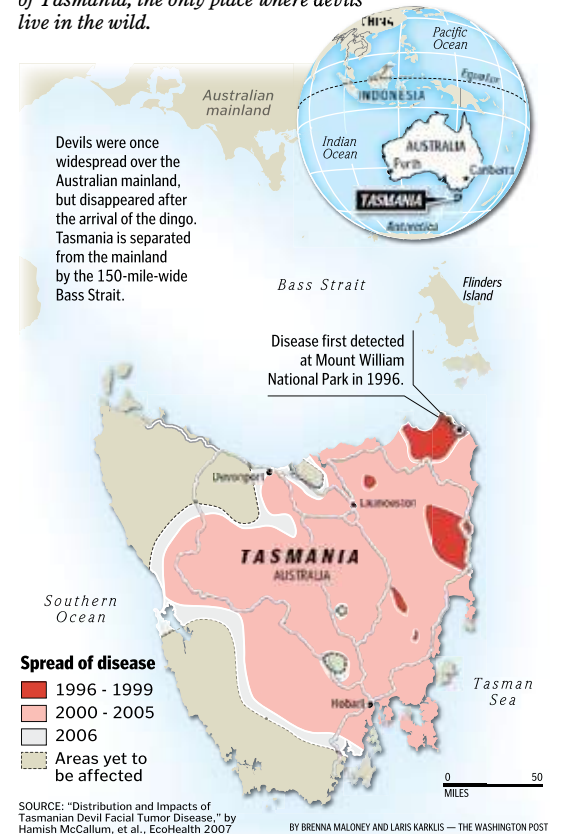 of Tasmania, the only place where devils
live in the wild.
CHINA
Pacific
Ocean
Equator
INDONESIA
Indian
Ocean
AUSTRALIA
Perth
Canberra
TASMANIA
Antarctica
Australian
mainland
Devils were once
widespread over the
Australian mainland,
but disappeared after
the arrival of the dingo.
Tasmania is separated
from the mainland
by the 150-mile-wide
Bass Strait.
Bass Strait
Flinders
Island
Disease first detected
at Mount William
National Park in 1996.
Devonport
Launceston
TASMANIA
AUSTRALIA
Southern
Ocean
Hobart
Tasman
Sea
Spread of disease
1996 - 1999
2000 - 2005
2006
Areas yet to
be affected
0 50
MILES
SOURCE: “Distribution and Impacts of
Tasmanian Devil Facial Tumor Disease,” by
Hamish McCallum, et al., EcoHealth 2007
BY BRENNA MALONEY AND LARIS KARKLIS — THE WASHINGTON POST